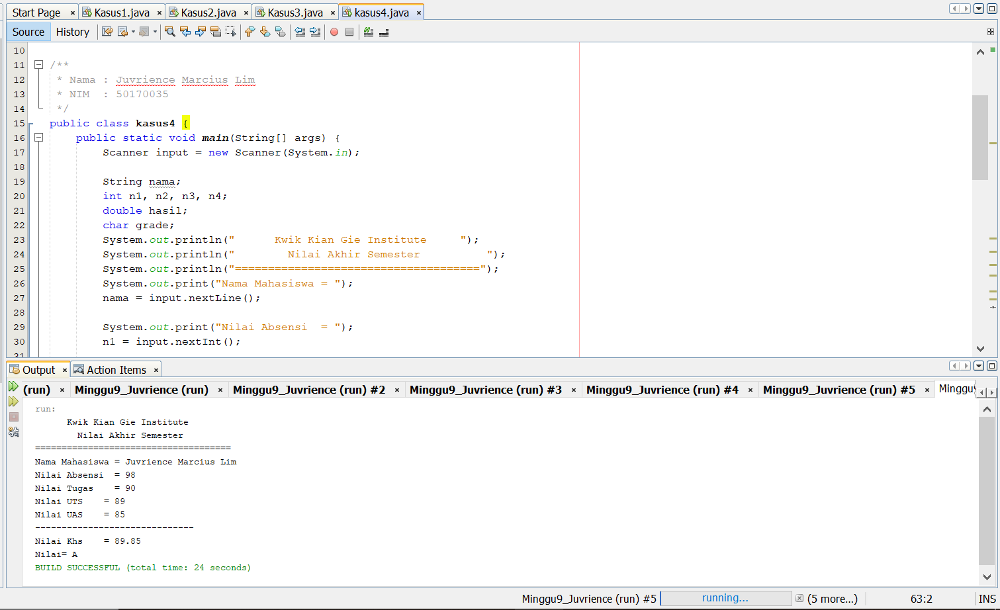 Start Page × Kasus1.java × Kasus2.java × Kasus3.java × kasus4.java ×
Source History
10
11 /**
12  * Nama : Juvrience Marcius Lim
13  * NIM  : 50170035
14  */
15 public class kasus4 {
16     public static void main(String[] args) {
17         Scanner input = new Scanner(System.in);
18
19         String nama;
20         int n1, n2, n3, n4;
21         double hasil;
22         char grade;
23         System.out.println("      Kwik Kian Gie Institute     ");
24         System.out.println("        Nilai Akhir Semester          ");
25         System.out.println("=====================================");
26         System.out.print("Nama Mahasiswa = ");
27         nama = input.nextLine();
28
29         System.out.print("Nilai Absensi  = ");
30         n1 = input.nextInt();
31
Output × Action Items ×
(run) × Minggu9_Juvrience (run) × Minggu9_Juvrience (run) #2 × Minggu9_Juvrience (run) #3 × Minggu9_Juvrience (run) #4 × Minggu9_Juvrience (run) #5 × Minggu
run:
      Kwik Kian Gie Institute
        Nilai Akhir Semester
=====================================
Nama Mahasiswa = Juvrience Marcius Lim
Nilai Absensi  = 98
Nilai Tugas    = 90
Nilai UTS    = 89
Nilai UAS    = 85
------------------------------
Nilai Khs    = 89.85
Nilai= A
BUILD SUCCESSFUL (total time: 24 seconds)
Minggu9_Juvrience (run) #5 running... (5 more...) 63:2 INS